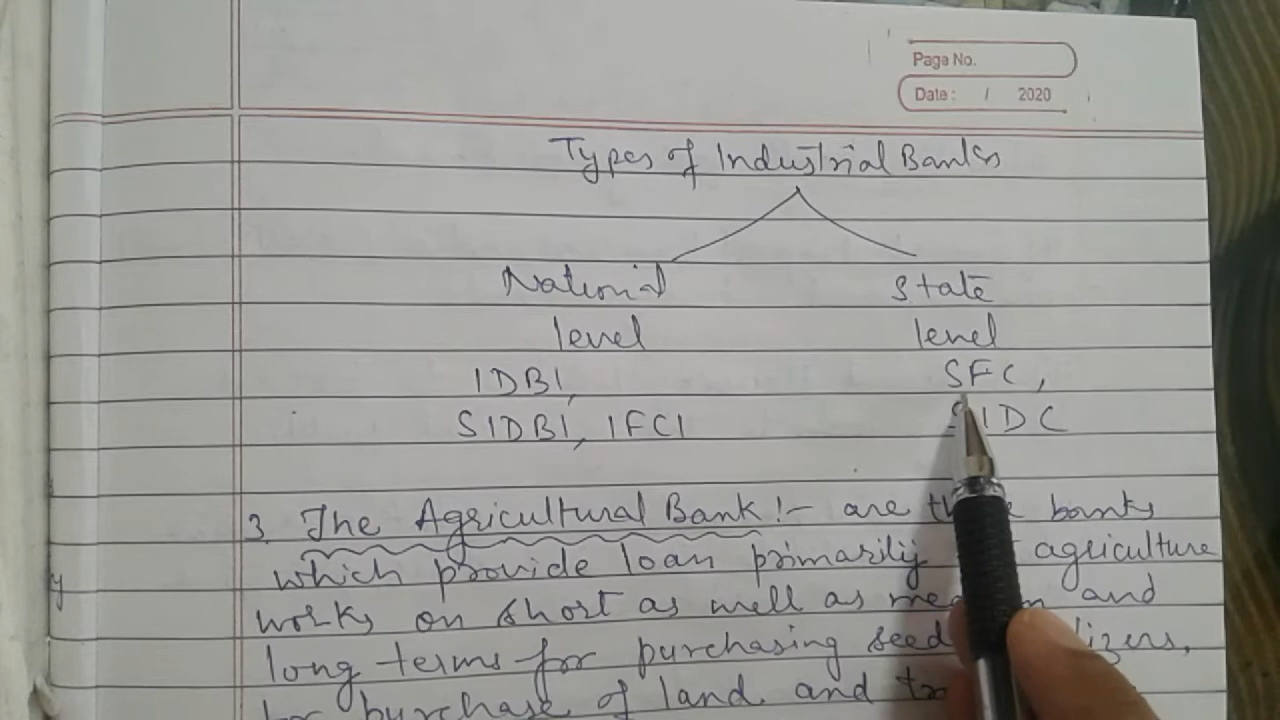 Page No.
Date : / 2020
Types of Industrial Banks
National State
level level
IDBI, SFC,
SIDBI, IFCI SIDC
3. The Agricultural Bank :- are banks
which provide loan primarily agriculture
works on short as well as and
long terms for purchasing
for purchase of land and
y